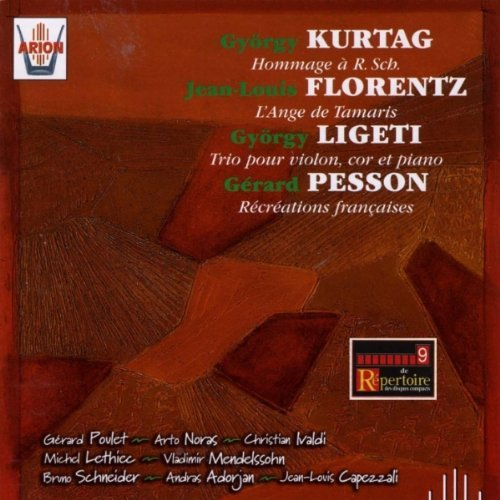 ARION
György KURTAG
Hommage à R. Sch.
Jean-Louis FLORENTZ
L'Ange de Tamaris
György LIGETI
Trio pour violon, cor et piano
Gérard PESSON
Récréations françaises
9
de
Répertoire
des disques compacts
Gérard Poulet ~ Arto Noras ~ Christian Ivaldi
Michel Lethiec ~ Vladimir Mendelssohn
Bruno Schneider ~ Andras Adorjan ~ Jean-Louis Capezzali